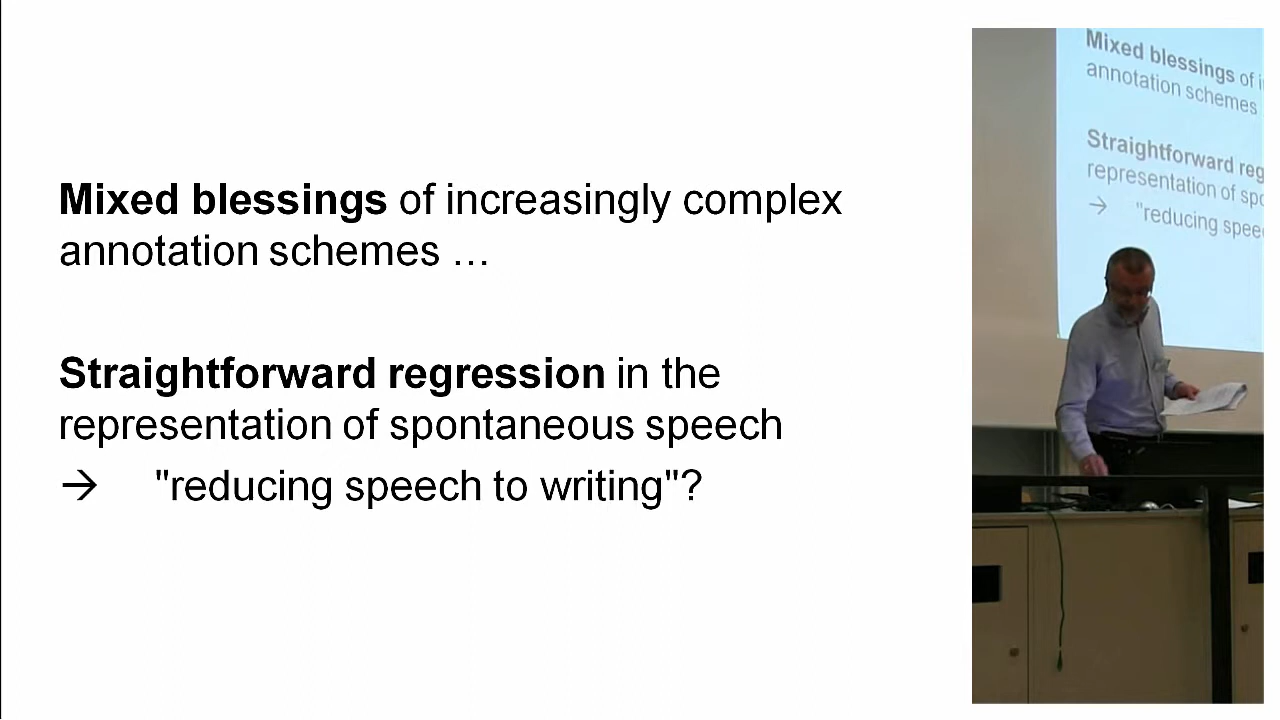 Mixed blessings of increasingly complex
annotation schemes …
Straightforward regression in the
representation of spontaneous speech
→ "reducing speech to writing"?
Mixed blessings of i
annotation schemes
Straightforward reg
representation of spo
→ "reducing spee